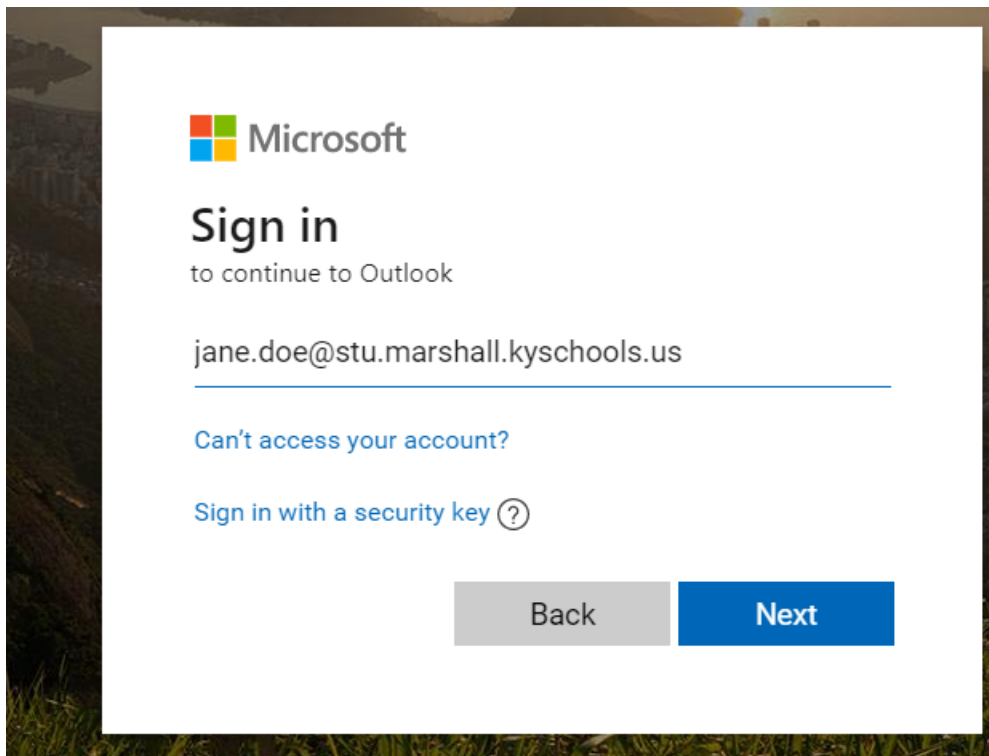 Microsoft
Sign in
to continue to Outlook
jane.doe@stu.marshall.kyschools.us
Can't access your account?
Sign in with a security key ?
Back Next